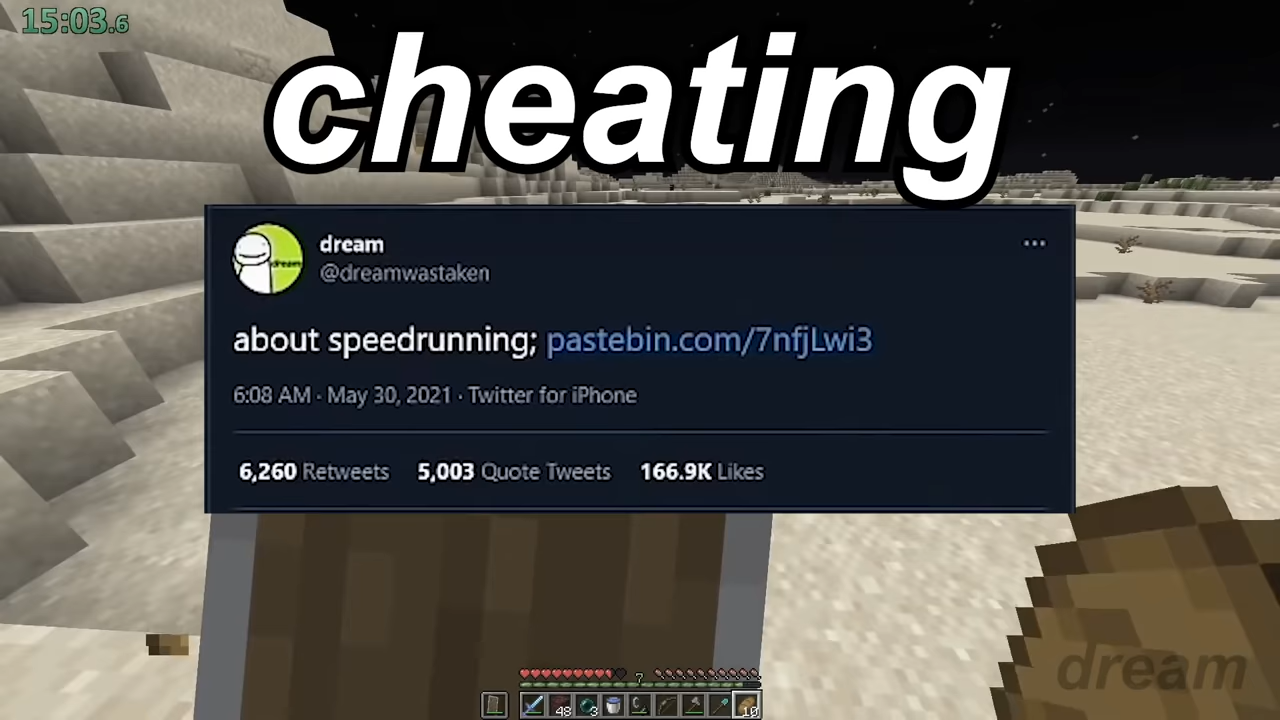 15:03.6
cheating
dream
dream
@dreamwastaken
about speedrunning; pastebin.com/7nfjLwi3
6:08 AM · May 30, 2021 · Twitter for iPhone
6,260 Retweets 5,003 Quote Tweets 166.9K Likes
dream
7
48 3 10